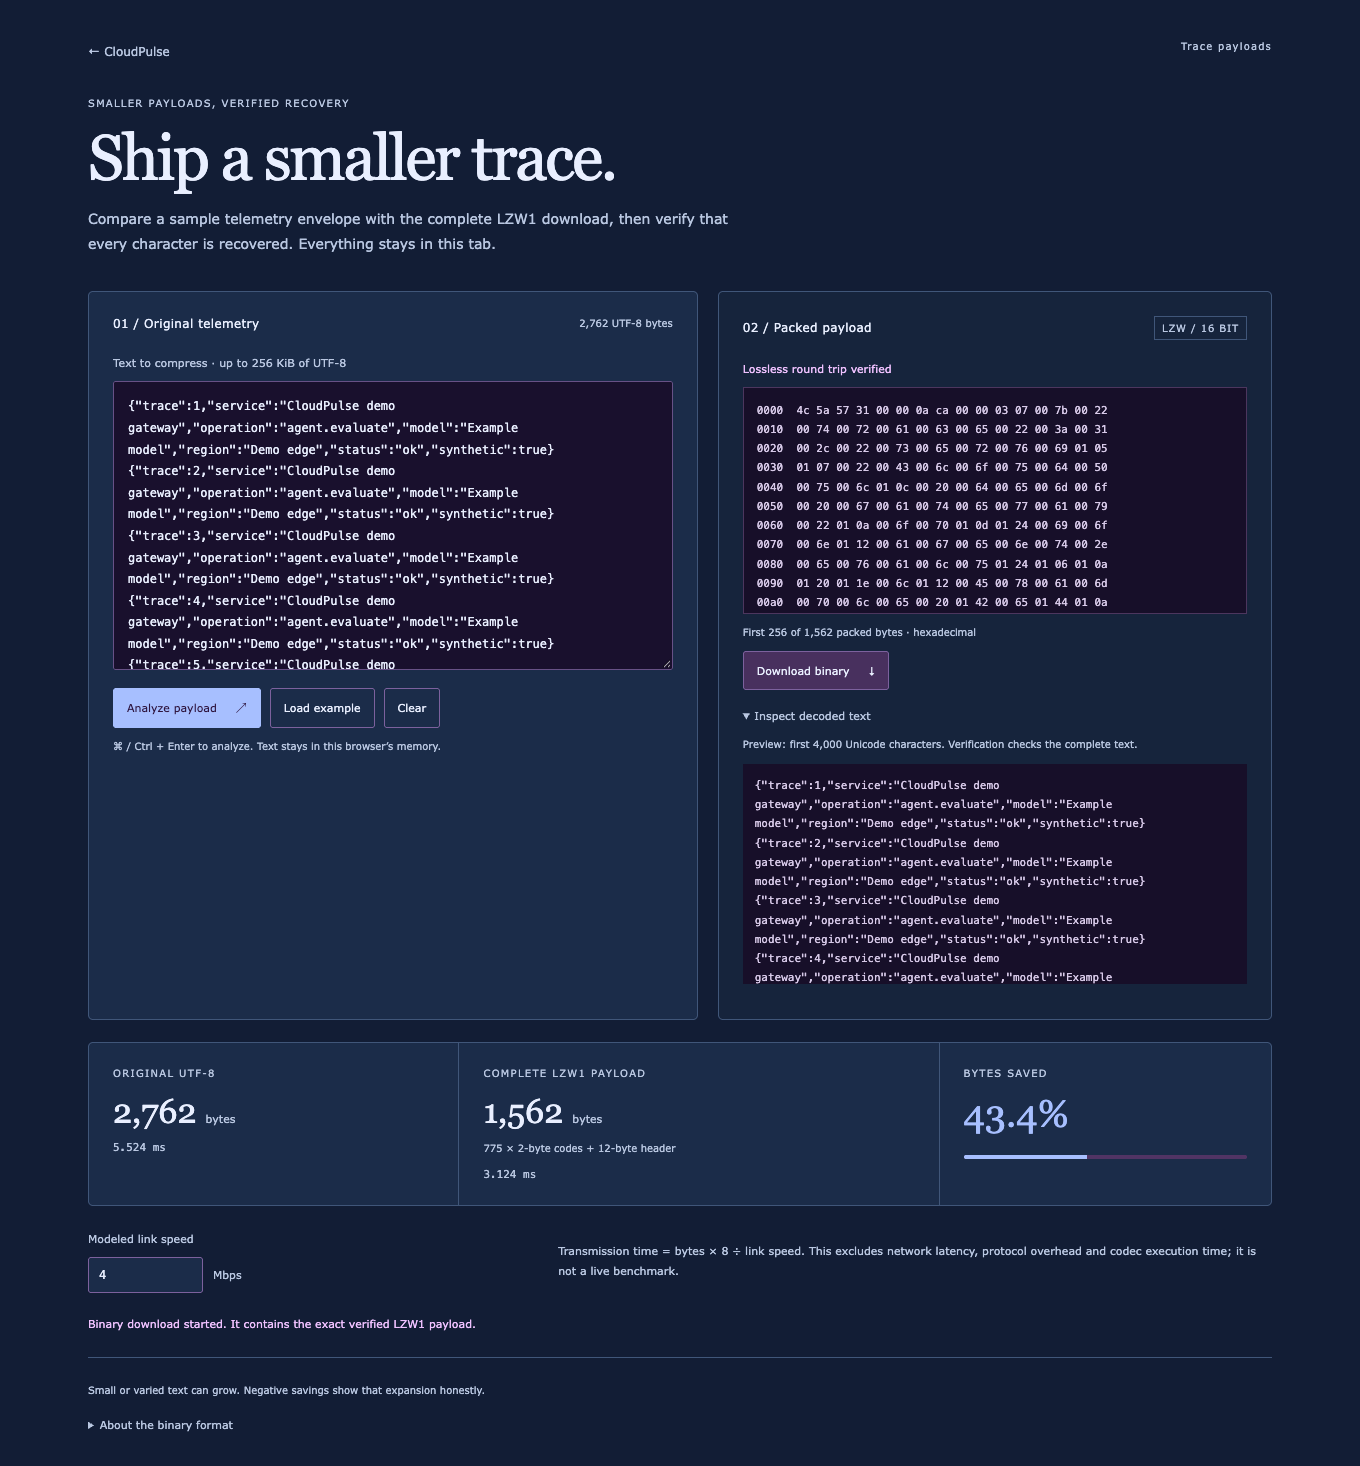 ← CloudPulse
Trace payloads
SMALLER PAYLOADS, VERIFIED RECOVERY
Ship a smaller trace.
Compare a sample telemetry envelope with the complete LZW1 download, then verify that
every character is recovered. Everything stays in this tab.
01 / Original telemetry
2,762 UTF-8 bytes
Text to compress · up to 256 KiB of UTF-8
{"trace":1,"service":"CloudPulse demo
gateway","operation":"agent.evaluate","model":"Example
model","region":"Demo edge","status":"ok","synthetic":true}
{"trace":2,"service":"CloudPulse demo
gateway","operation":"agent.evaluate","model":"Example
model","region":"Demo edge","status":"ok","synthetic":true}
{"trace":3,"service":"CloudPulse demo
gateway","operation":"agent.evaluate","model":"Example
model","region":"Demo edge","status":"ok","synthetic":true}
{"trace":4,"service":"CloudPulse demo
gateway","operation":"agent.evaluate","model":"Example
model","region":"Demo edge","status":"ok","synthetic":true}
{"trace":5,"service":"CloudPulse demo
Analyze payload ↗
Load example
Clear
⌘ / Ctrl + Enter to analyze. Text stays in this browser’s memory.
02 / Packed payload
LZW / 16 BIT
Lossless round trip verified
0000  4c 5a 57 31 00 00 0a ca 00 00 03 07 00 7b 00 22
0010  00 74 00 72 00 61 00 63 00 65 00 22 00 3a 00 31
0020  00 2c 00 22 00 73 00 65 00 72 00 76 00 69 01 05
0030  01 07 00 22 00 43 00 6c 00 6f 00 75 00 64 00 50
0040  00 75 00 6c 01 0c 00 20 00 64 00 65 00 6d 00 6f
0050  00 20 00 67 00 61 00 74 00 65 00 77 00 61 00 79
0060  00 22 01 0a 00 6f 00 70 01 0d 01 24 00 69 00 6f
0070  00 6e 01 12 00 61 00 67 00 65 00 6e 00 74 00 2e
0080  00 65 00 76 00 61 00 6c 00 75 01 24 01 06 01 0a
0090  01 20 01 1e 00 6c 01 12 00 45 00 78 00 61 00 6d
00a0  00 70 00 6c 00 65 00 20 01 42 00 65 01 44 01 0a
First 256 of 1,562 packed bytes · hexadecimal
Download binary ↓
▼ Inspect decoded text
Preview: first 4,000 Unicode characters. Verification checks the complete text.
{"trace":1,"service":"CloudPulse demo
gateway","operation":"agent.evaluate","model":"Example
model","region":"Demo edge","status":"ok","synthetic":true}
{"trace":2,"service":"CloudPulse demo
gateway","operation":"agent.evaluate","model":"Example
model","region":"Demo edge","status":"ok","synthetic":true}
{"trace":3,"service":"CloudPulse demo
gateway","operation":"agent.evaluate","model":"Example
model","region":"Demo edge","status":"ok","synthetic":true}
{"trace":4,"service":"CloudPulse demo
gateway","operation":"agent.evaluate","model":"Example
ORIGINAL UTF-8
2,762 bytes
5.524 ms
COMPLETE LZW1 PAYLOAD
1,562 bytes
775 × 2-byte codes + 12-byte header
3.124 ms
BYTES SAVED
43.4%
Modeled link speed
4 Mbps
Transmission time = bytes × 8 ÷ link speed. This excludes network latency, protocol overhead and codec execution time; it is
not a live benchmark.
Binary download started. It contains the exact verified LZW1 payload.
Small or varied text can grow. Negative savings show that expansion honestly.
▶ About the binary format